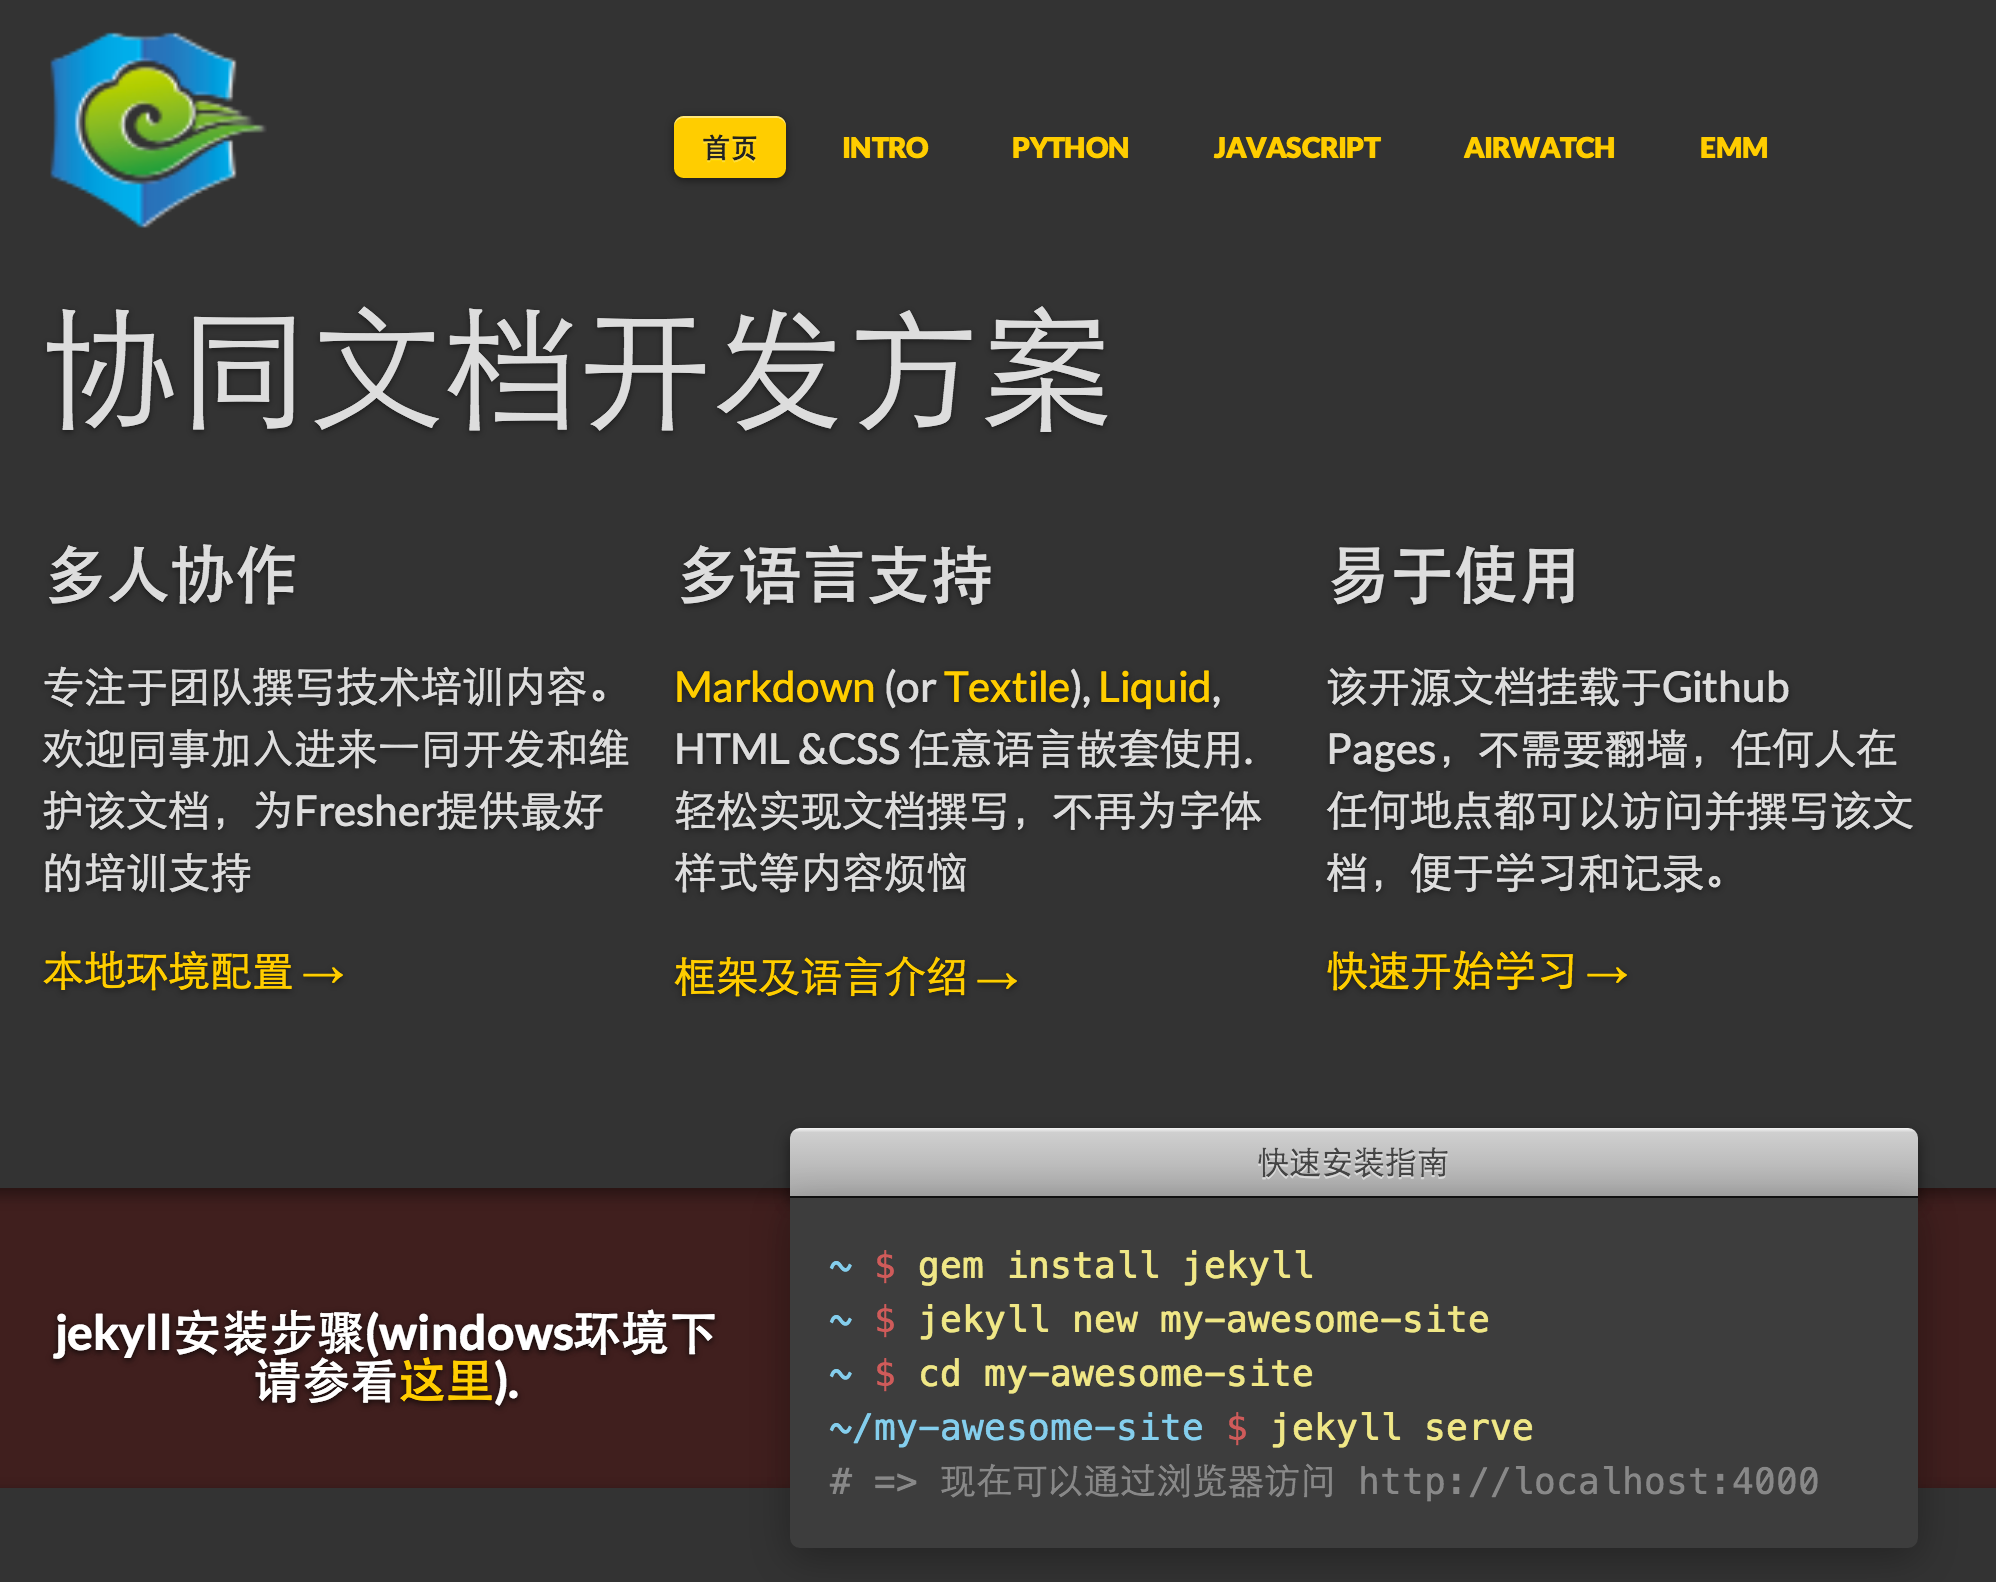 首页 INTRO PYTHON JAVASCRIPT AIRWATCH EMM
协同文档开发方案
多人协作
专注于团队撰写技术培训内容。
欢迎同事加入进来一同开发和维
护该文档，为Fresher提供最好
的培训支持
本地环境配置→
多语言支持
Markdown (or Textile), Liquid,
HTML &CSS 任意语言嵌套使用.
轻松实现文档撰写，不再为字体
样式等内容烦恼
框架及语言介绍→
易于使用
该开源文档挂载于Github
Pages，不需要翻墙，任何人在
任何地点都可以访问并撰写该文
档，便于学习和记录。
快速开始学习→
jekyll安装步骤(windows环境下
请参看这里).
快速安装指南
~ $ gem install jekyll
~ $ jekyll new my-awesome-site
~ $ cd my-awesome-site
~/my-awesome-site $ jekyll serve
# => 现在可以通过浏览器访问 http://localhost:4000